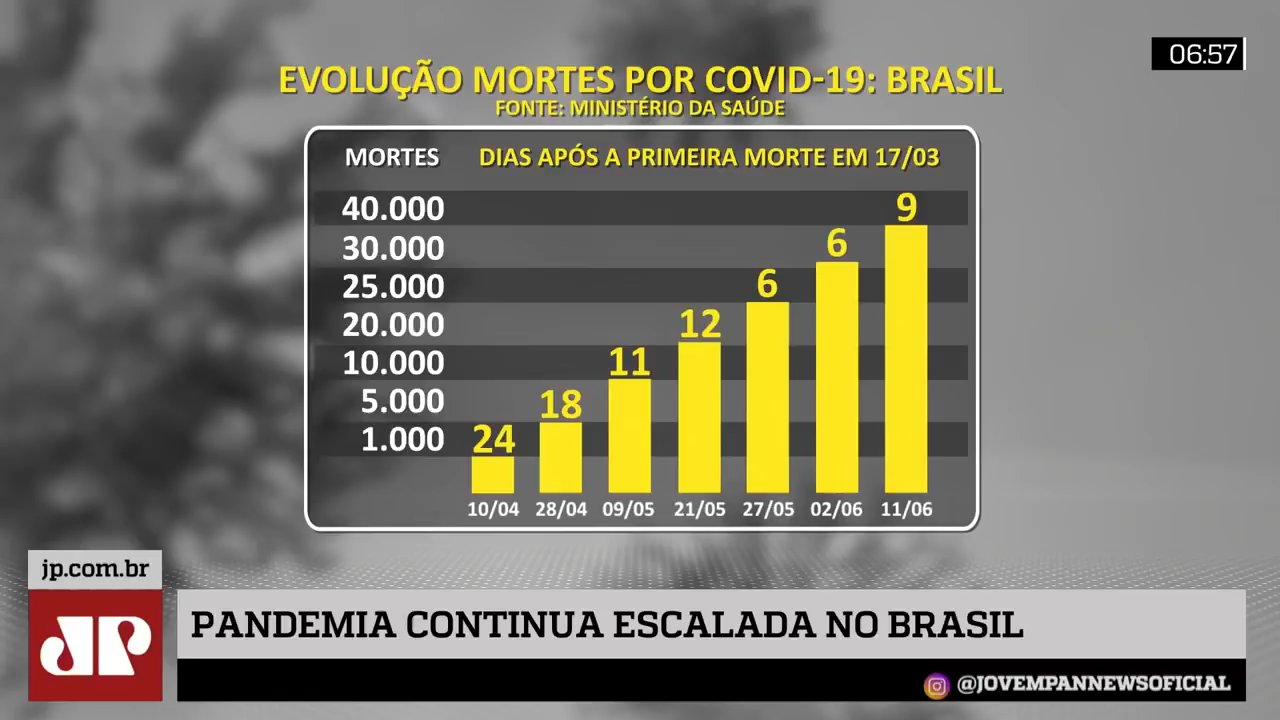 06:57
EVOLUÇÃO MORTES POR COVID-19: BRASIL
FONTE: MINISTÉRIO DA SAÚDE
MORTES DIAS APÓS A PRIMEIRA MORTE EM 17/03
40.000
30.000
25.000
20.000
10.000
5.000
1.000
24 18 11 12 6 6 9
10/04 28/04 09/05 21/05 27/05 02/06 11/06
jp.com.br
JP
PANDEMIA CONTINUA ESCALADA NO BRASIL
@JOVEMPANNEWSOFICIAL